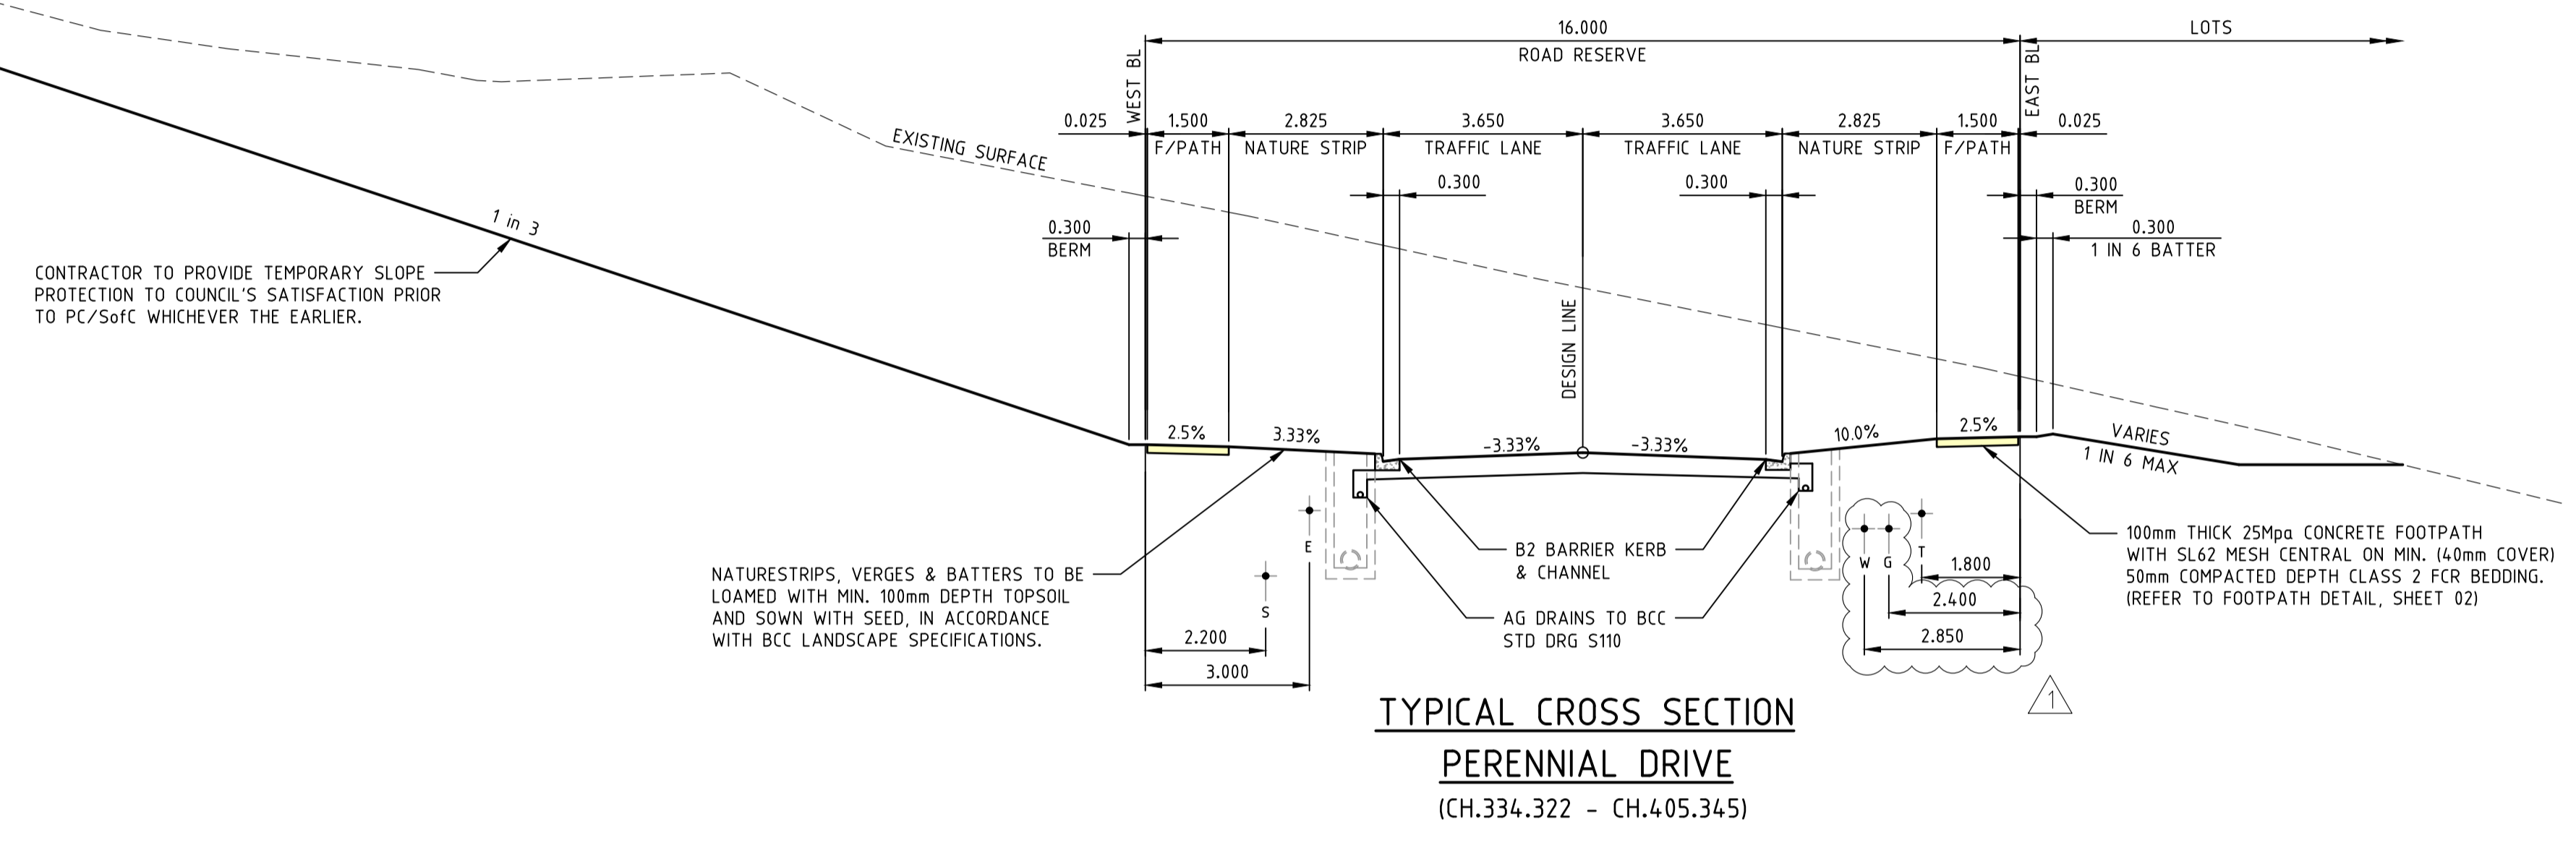 16.000
ROAD RESERVE
LOTS
WEST BL
EAST BL
0.025
1.500
2.825
3.650
3.650
2.825
1.500
0.025
F/PATH
NATURE STRIP
TRAFFIC LANE
TRAFFIC LANE
NATURE STRIP
F/PATH
EXISTING SURFACE
0.300
0.300
0.300
BERM
0.300
BERM
0.300
1 IN 6 BATTER
1 in 3
CONTRACTOR TO PROVIDE TEMPORARY SLOPE
PROTECTION TO COUNCIL'S SATISFACTION PRIOR
TO PC/SofC WHICHEVER THE EARLIER.
DESIGN LINE
2.5%
3.33%
-3.33%
-3.33%
10.0%
2.5%
VARIES
1 IN 6 MAX
NATURESTRIPS, VERGES & BATTERS TO BE
LOAMED WITH MIN. 100mm DEPTH TOPSOIL
AND SOWN WITH SEED, IN ACCORDANCE
WITH BCC LANDSCAPE SPECIFICATIONS.
E
S
2.200
3.000
B2 BARRIER KERB
& CHANNEL
AG DRAINS TO BCC
STD DRG S110
W
G
T
1.800
2.400
2.850
1
100mm THICK 25Mpa CONCRETE FOOTPATH
WITH SL62 MESH CENTRAL ON MIN. (40mm COVER)
50mm COMPACTED DEPTH CLASS 2 FCR BEDDING.
(REFER TO FOOTPATH DETAIL, SHEET 02)
TYPICAL CROSS SECTION
PERENNIAL DRIVE
(CH.334.322 - CH.405.345)